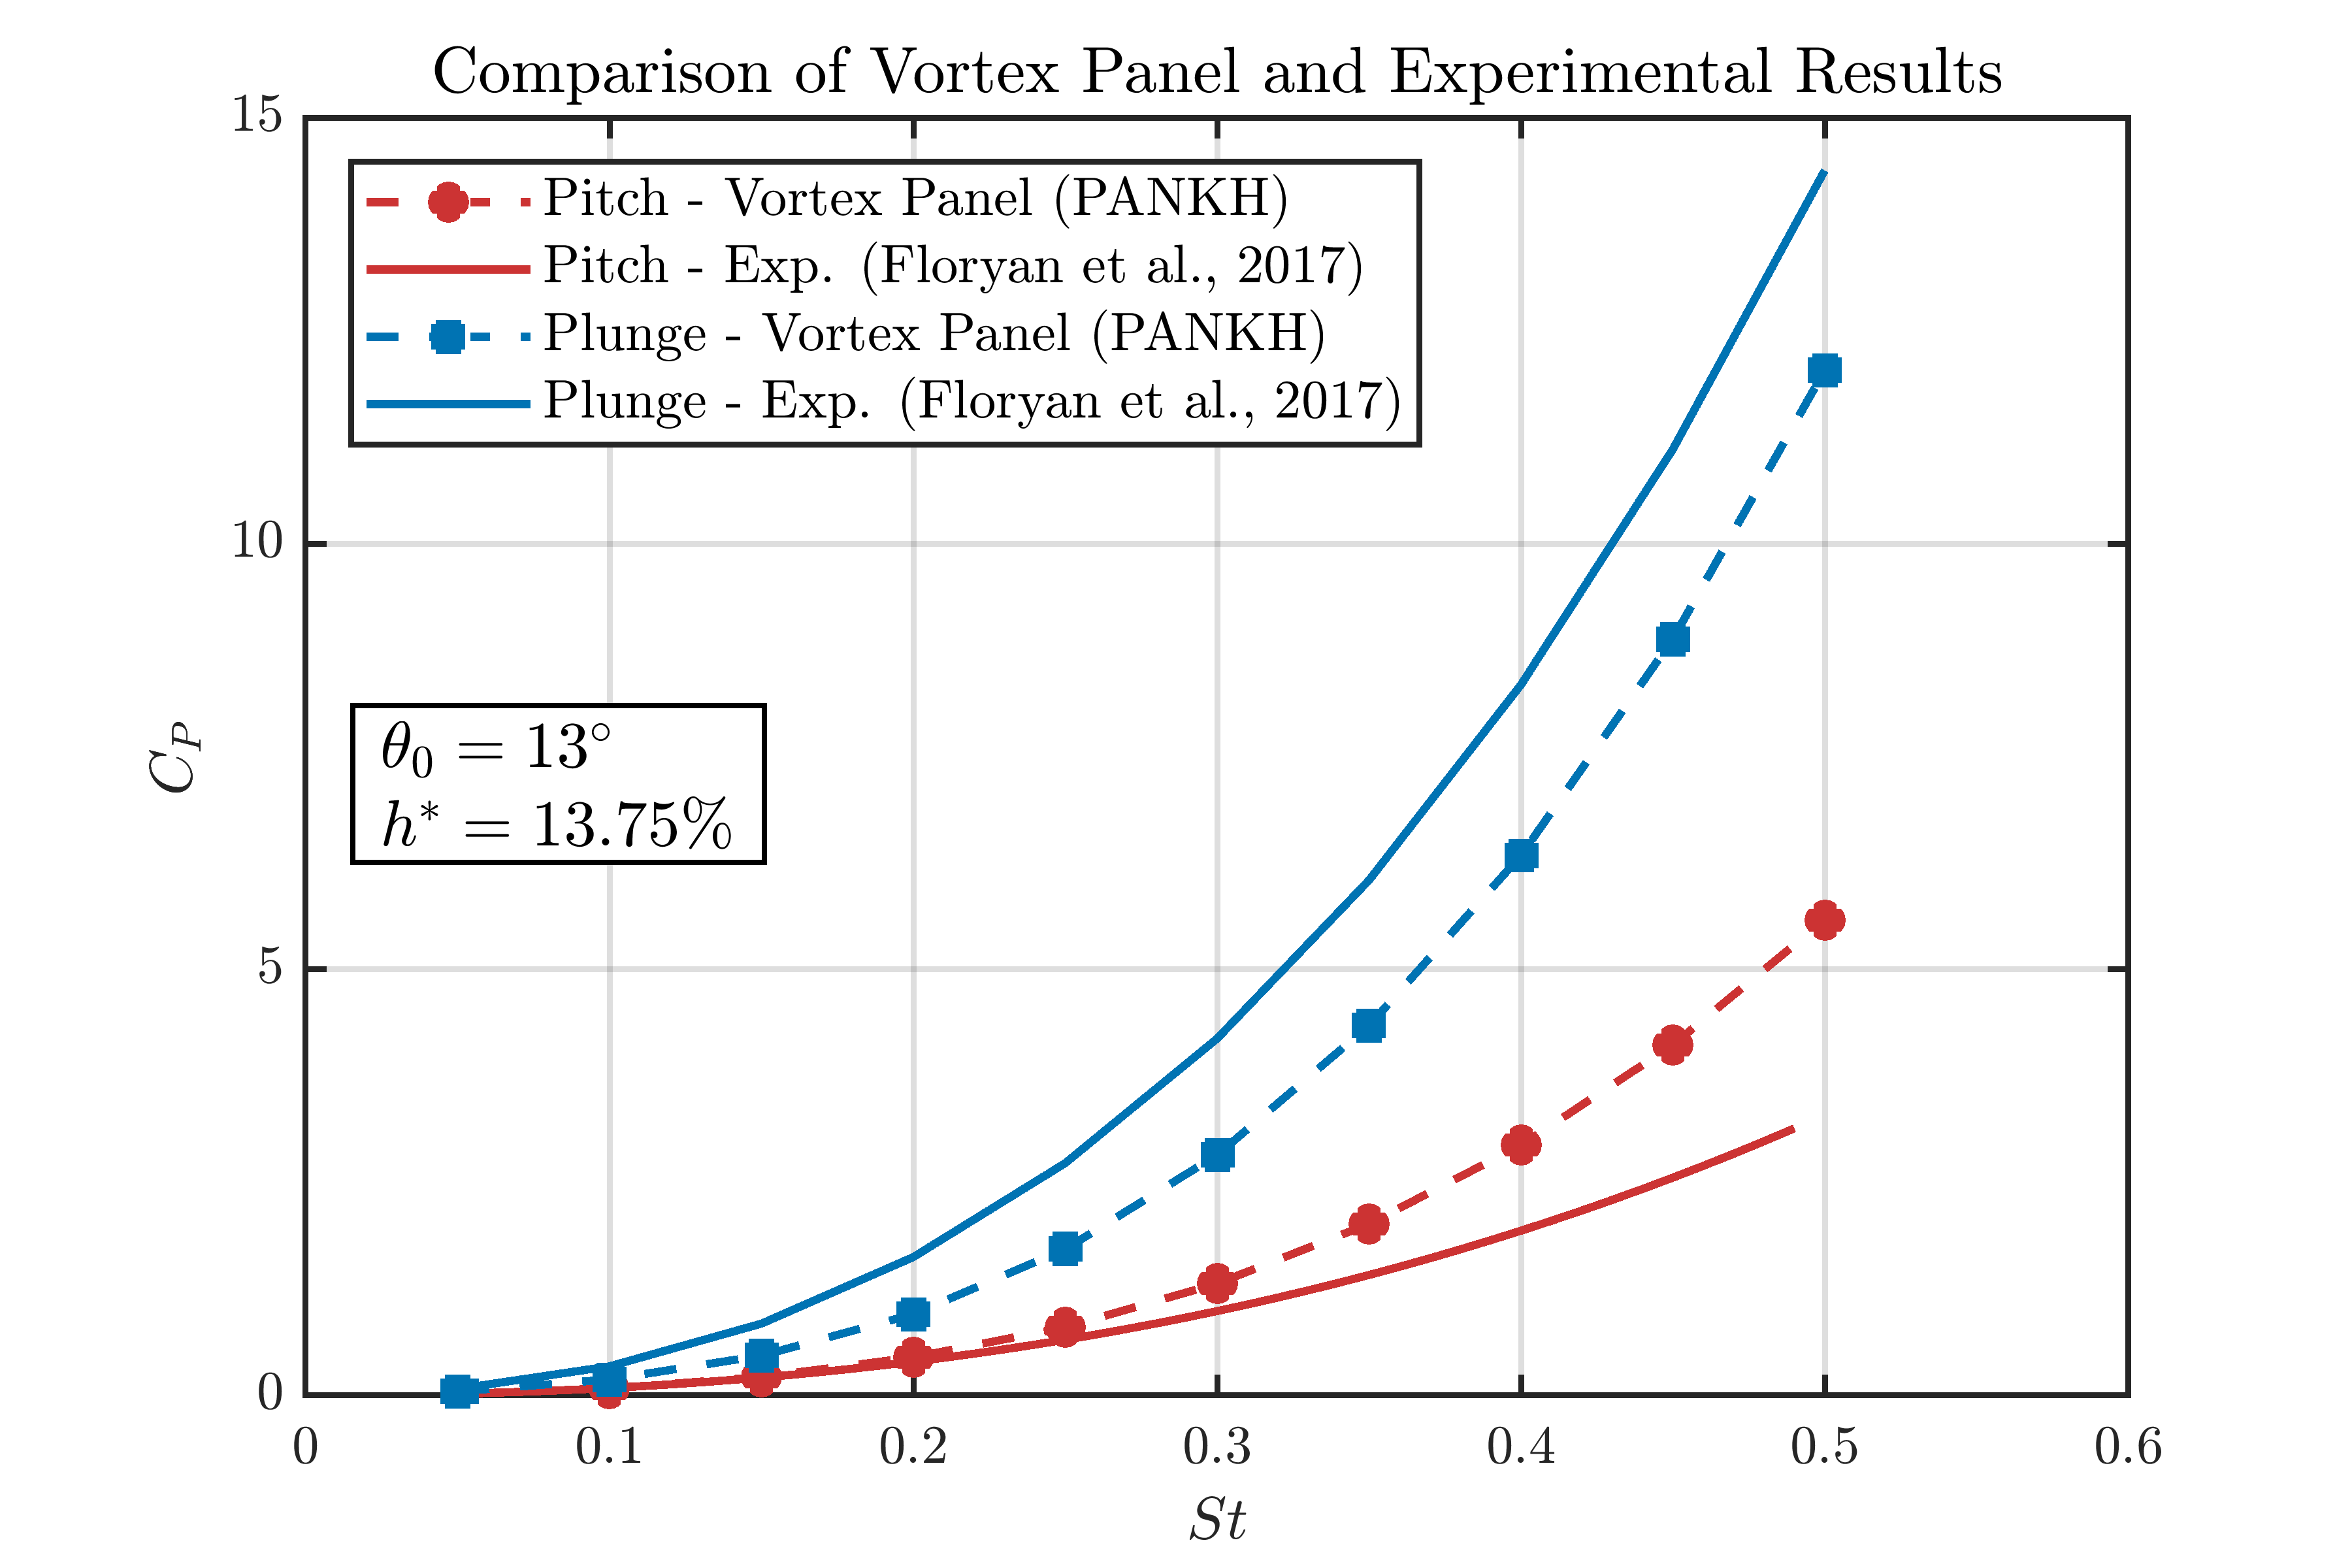 Comparison of Vortex Panel and Experimental Results
15
10
5
0
C_P
Pitch - Vortex Panel (PANKH)
Pitch - Exp. (Floryan et al., 2017)
Plunge - Vortex Panel (PANKH)
Plunge - Exp. (Floryan et al., 2017)
θ₀ = 13°
h* = 13.75%
0 0.1 0.2 0.3 0.4 0.5 0.6
St